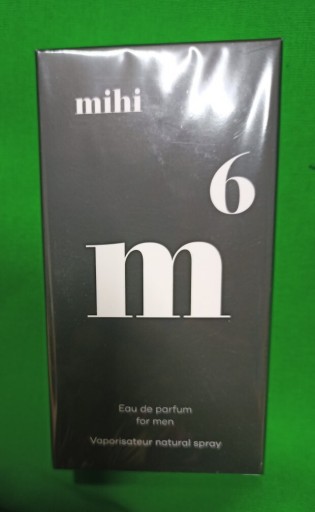 mihi
6
m
Eau de parfum
for men
Vaporisateur natural spray